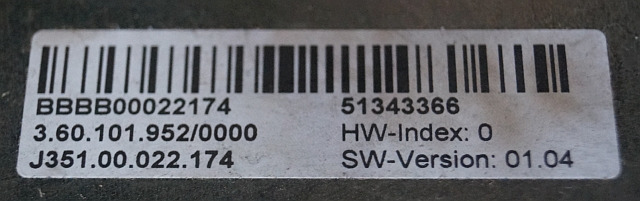 BBBB00022174 51343366
3.60.101.952/0000 HW-Index: 0
J351.00.022.174 SW-Version: 01.04